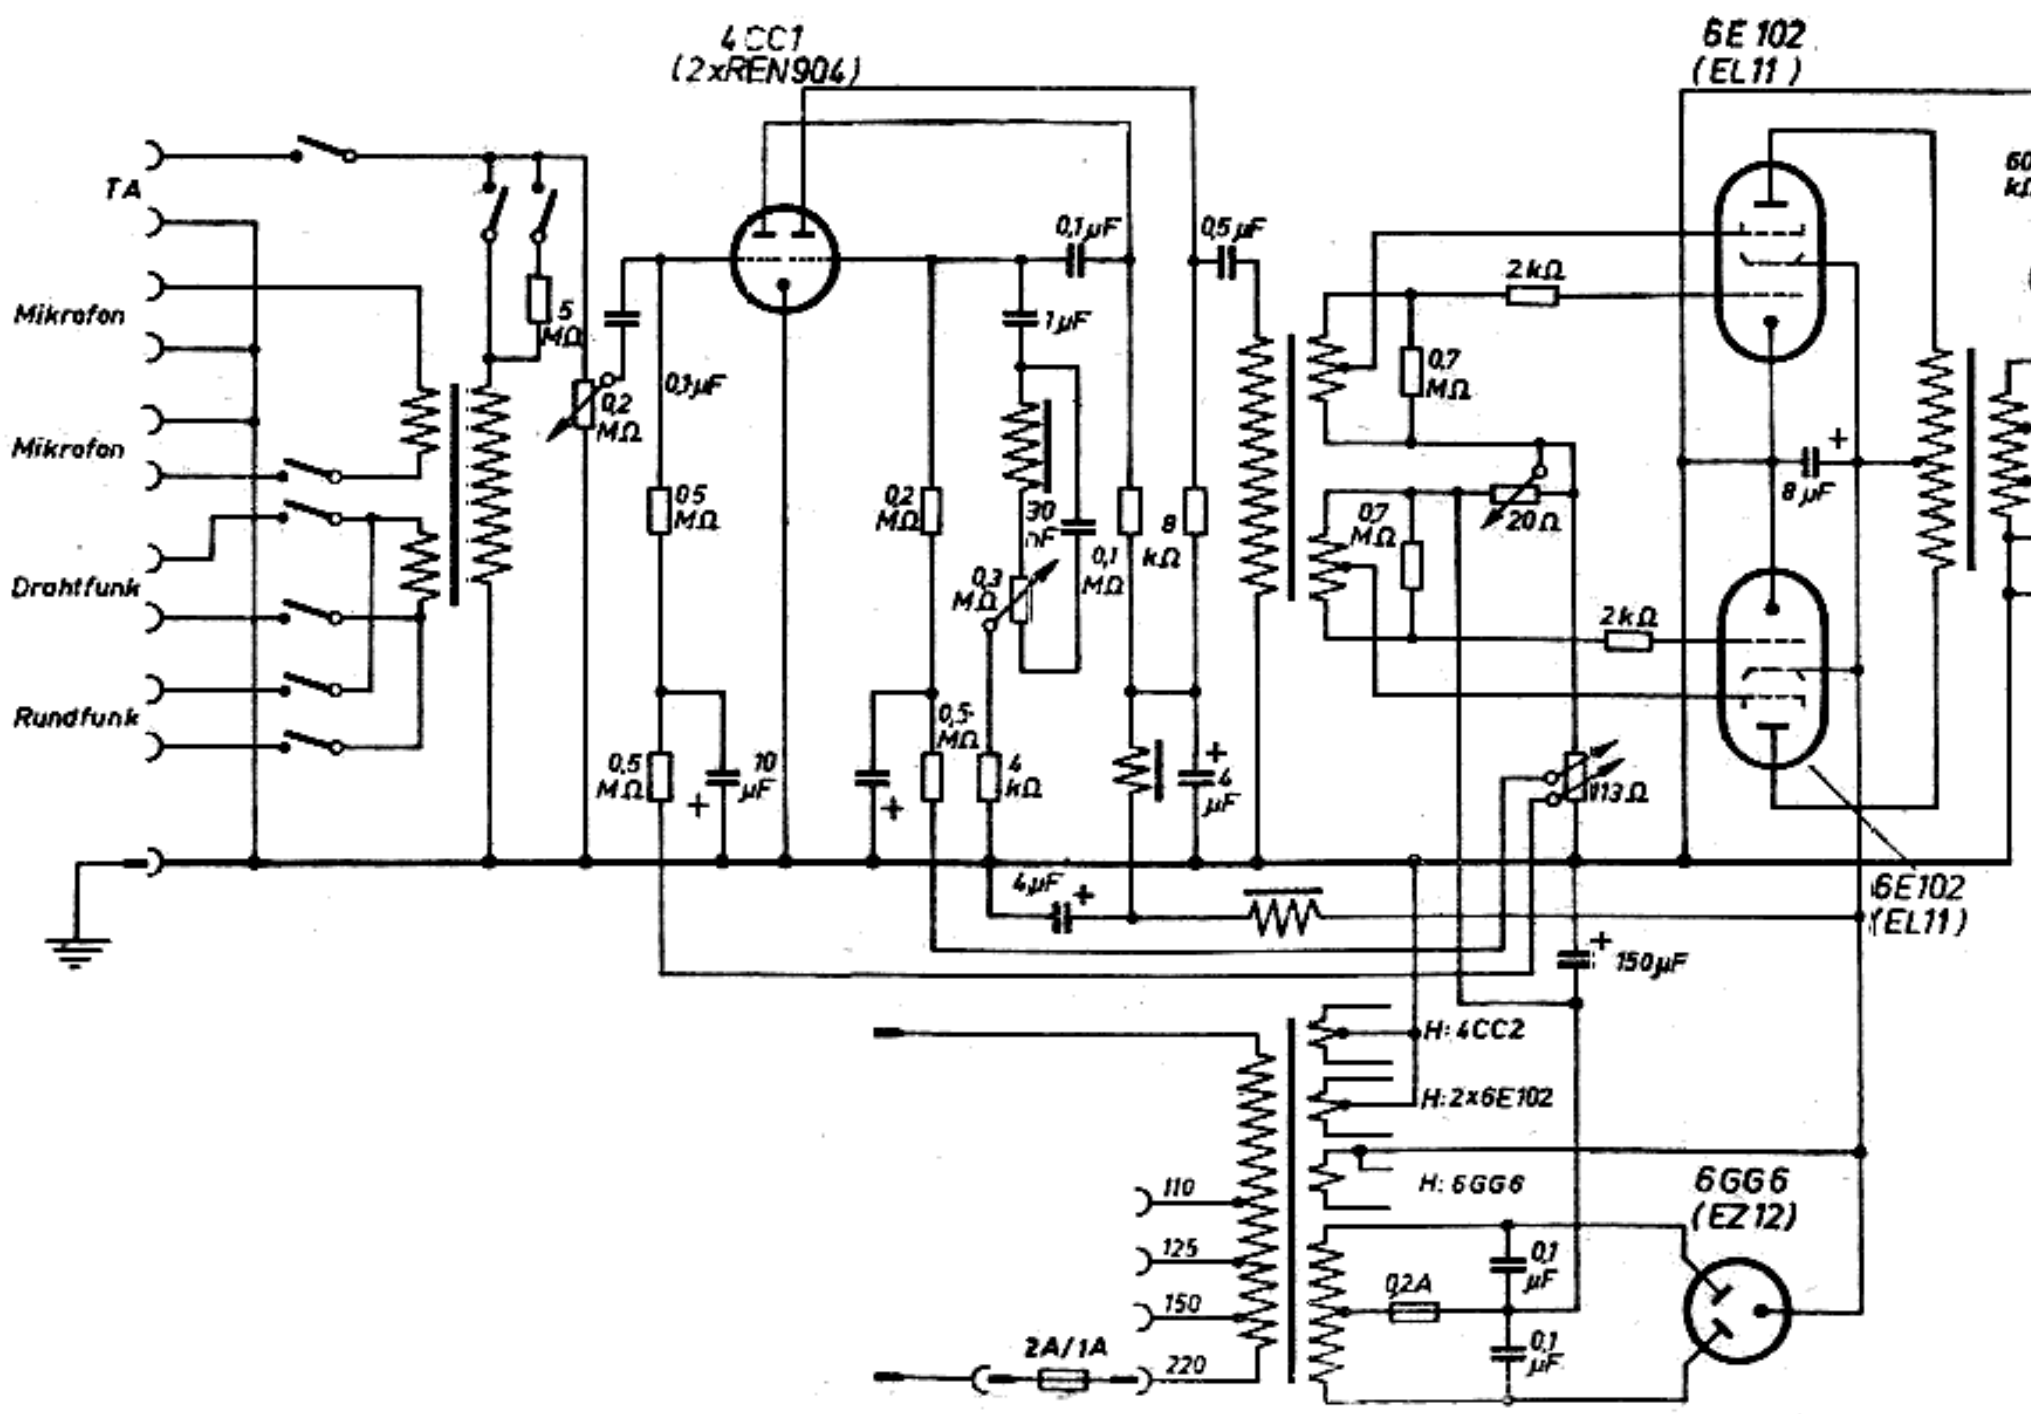 4CC1
(2xREN904)
6E102
(EL11)
TA
Mikrofon
Mikrofon
Drahtfunk
Rundfunk
5
MΩ
0,2
MΩ
0,1µF
0,1µF
1µF
0,5µF
2kΩ
0,7
MΩ
60
kΩ
8µF
+
05
MΩ
0,2
MΩ
30
0,1
MΩ
0,3
MΩ
8
kΩ
0,7
MΩ
20Ω
2kΩ
0,5
MΩ
10
µF
+
+
0,5
MΩ
4
kΩ
+
4
µF
113Ω
4µF
+
6E102
(EL11)
+
150µF
H: 4CC2
H: 2x6E102
H: 6GG6
6GG6
(EZ12)
110
125
150
220
2A/1A
0,2A
0,1
µF
0,1
µF